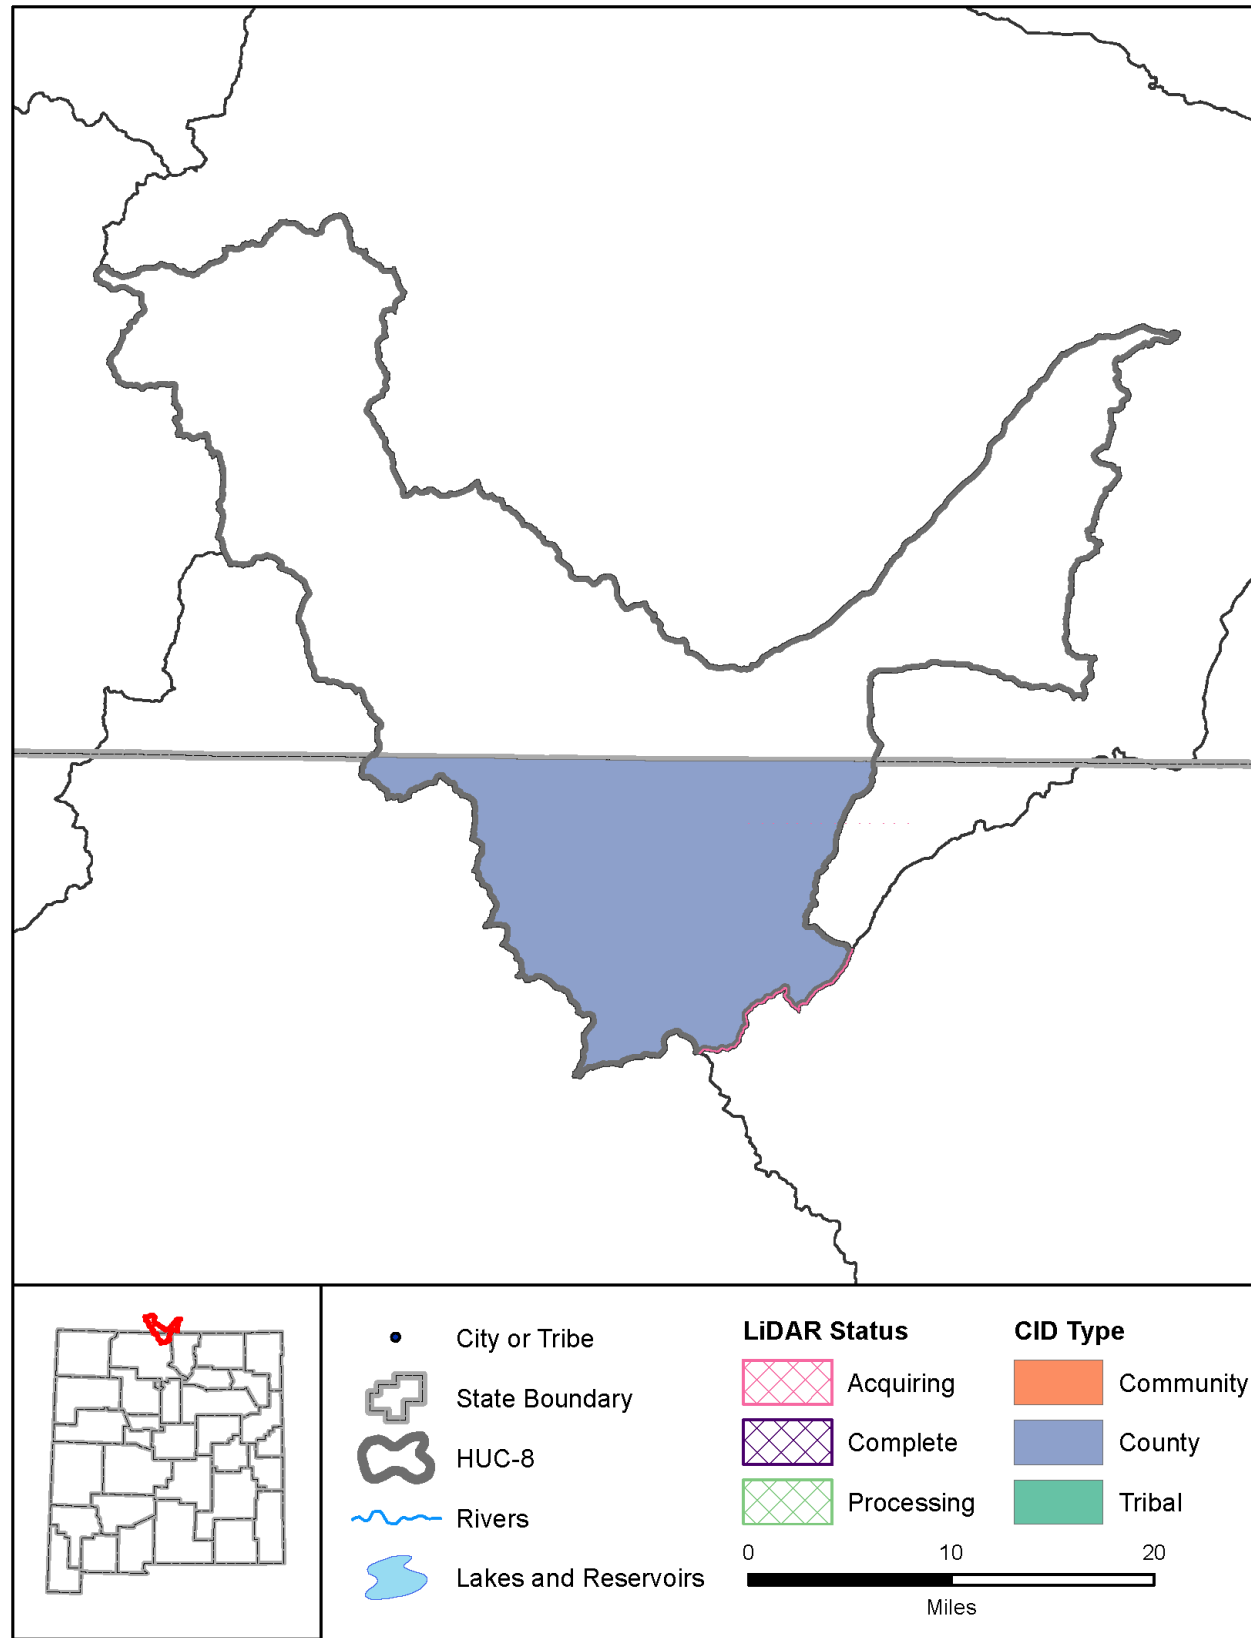 City or Tribe
State Boundary
HUC-8
Rivers
Lakes and Reservoirs
LiDAR Status
Acquiring
Complete
Processing
CID Type
Community
County
Tribal
0 10 20
Miles